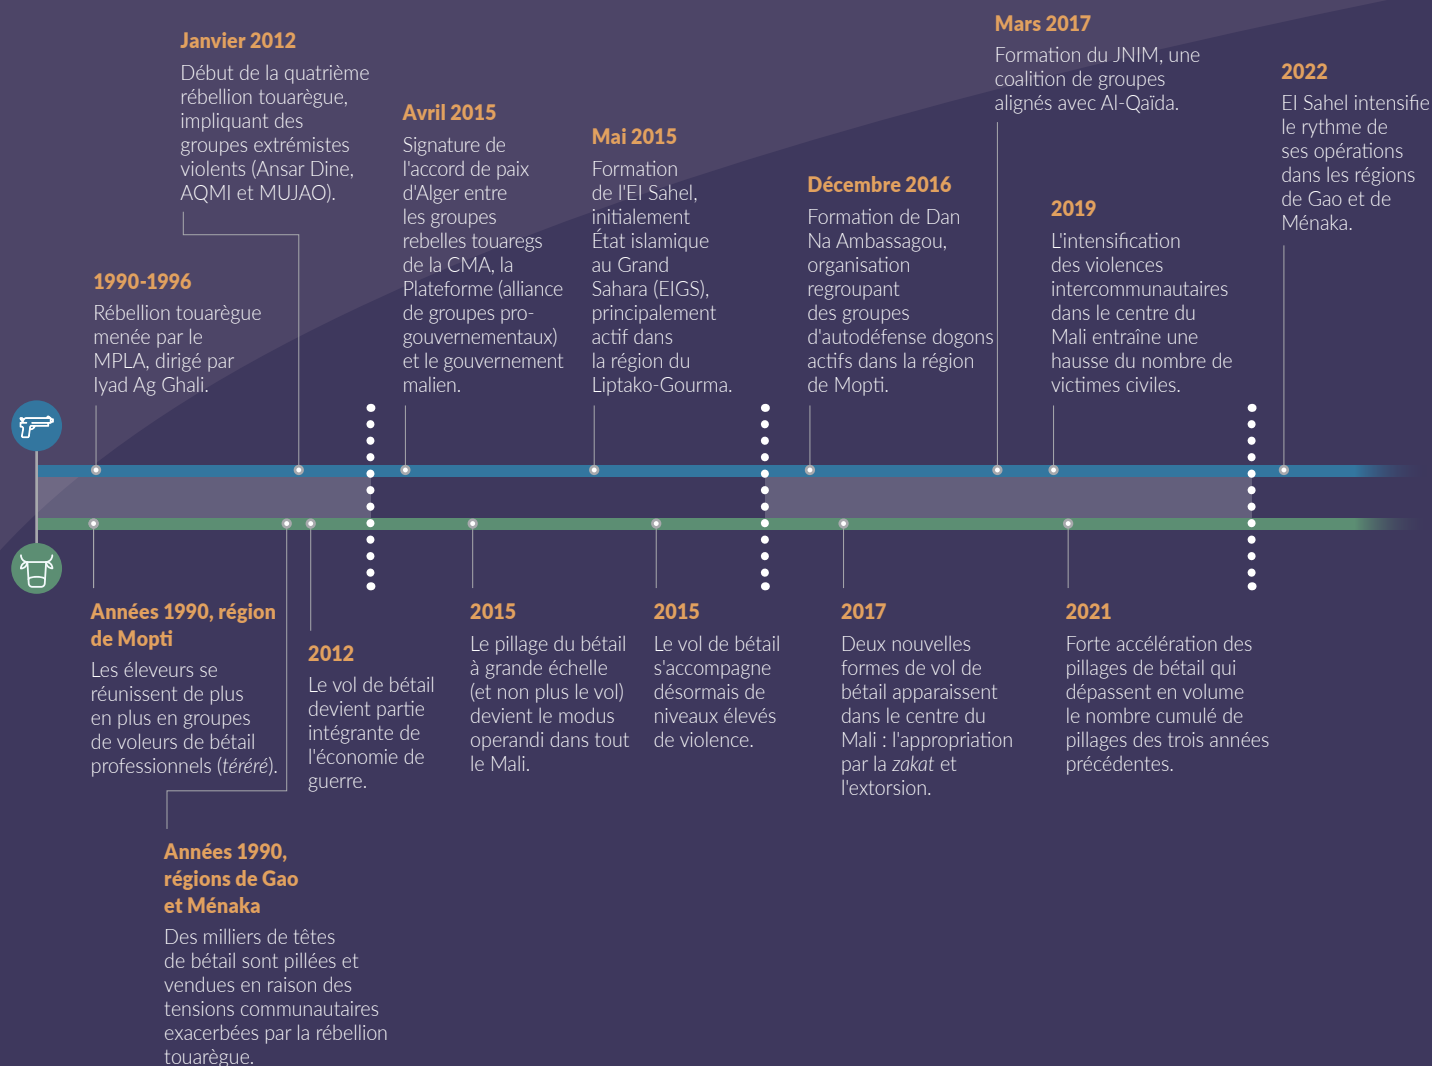 Janvier 2012
Début de la quatrième
rébellion touarègue,
impliquant des
groupes extrémistes
violents (Ansar Dine,
AQMI et MUJAO).
1990-1996
Rébellion touarègue
menée par le
MPLA, dirigé par
Iyad Ag Ghali.
Avril 2015
Signature de
l'accord de paix
d'Alger entre
les groupes
rebelles touaregs
de la CMA, la
Plateforme (alliance
de groupes pro-
gouvernementaux)
et le gouvernement
malien.
Mai 2015
Formation
de l'EI Sahel,
initialement
État islamique
au Grand
Sahara (EIGS),
principalement
actif dans
la région du
Liptako-Gourma.
Décembre 2016
Formation de Dan
Na Ambassagou,
organisation
regroupant
des groupes
d'autodéfense dogons
actifs dans la région
de Mopti.
Mars 2017
Formation du JNIM, une
coalition de groupes
alignés avec Al-Qaïda.
2019
L'intensification
des violences
intercommunautaires
dans le centre du
Mali entraîne une
hausse du nombre de
victimes civiles.
2022
EI Sahel intensifie
le rythme de
ses opérations
dans les régions
de Gao et de
Ménaka.
Années 1990, région
de Mopti
Les éleveurs se
réunissent de plus
en plus en groupes
de voleurs de bétail
professionnels (téréré).
Années 1990,
régions de Gao
et Ménaka
Des milliers de têtes
de bétail sont pillées et
vendues en raison des
tensions communautaires
exacerbées par la rébellion
touarègue.
2012
Le vol de bétail
devient partie
intégrante de
l'économie de
guerre.
2015
Le pillage du bétail
à grande échelle
(et non plus le vol)
devient le modus
operandi dans tout
le Mali.
2015
Le vol de bétail
s'accompagne
désormais de
niveaux élevés
de violence.
2017
Deux nouvelles
formes de vol de
bétail apparaissent
dans le centre du
Mali : l'appropriation
par la zakat et
l'extorsion.
2021
Forte accélération des
pillages de bétail qui
dépassent en volume
le nombre cumulé de
pillages des trois années
précédentes.